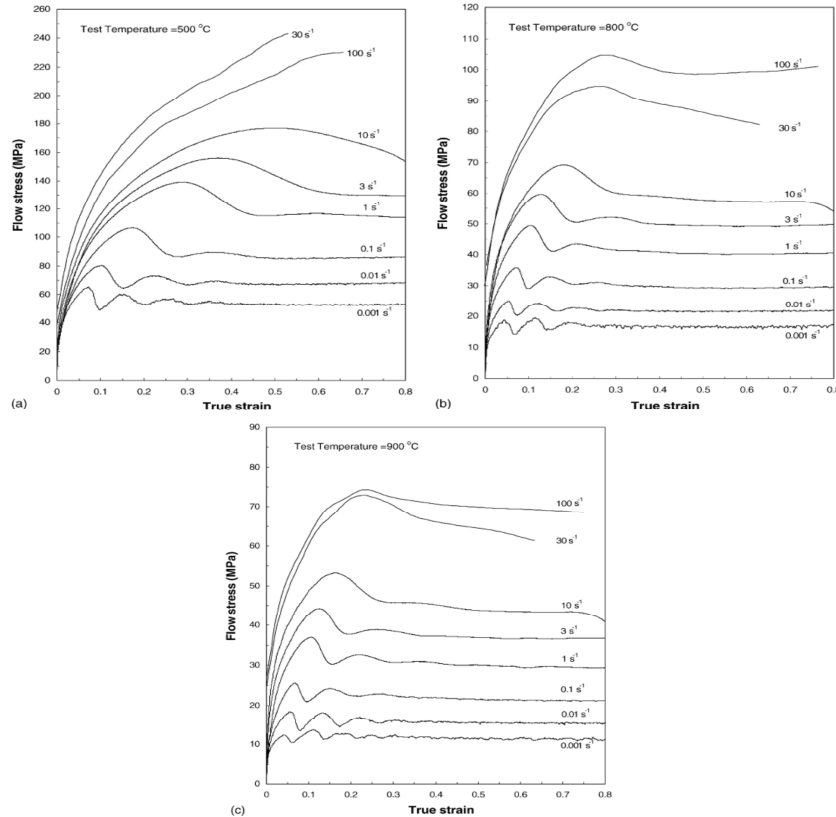 260
240
220
200
180
160
140
120
100
80
60
40
20
0
Flow stress (MPa)
Test Temperature =500 °C
30 s-1
100 s-1
10 s-1
3 s-1
1 s-1
0.1 s-1
0.01 s-1
0.001 s-1
0 0.1 0.2 0.3 0.4 0.5 0.6 0.7 0.8
True strain
(a)
120
110
100
90
80
70
60
50
40
30
20
10
0
Flow stress (MPa)
Test Temperature =800 °C
100 s-1
30 s-1
10 s-1
3 s-1
1 s-1
0.1 s-1
0.01 s-1
0.001 s-1
0 0.1 0.2 0.3 0.4 0.5 0.6 0.7 0.8
True strain
(b)
90
80
70
60
50
40
30
20
10
0
Flow stress (MPa)
Test Temperature =900 °C
100 s-1
30 s-1
10 s-1
3 s-1
1 s-1
0.1 s-1
0.01 s-1
0.001 s-1
0 0.1 0.2 0.3 0.4 0.5 0.6 0.7 0.8
True strain
(c)